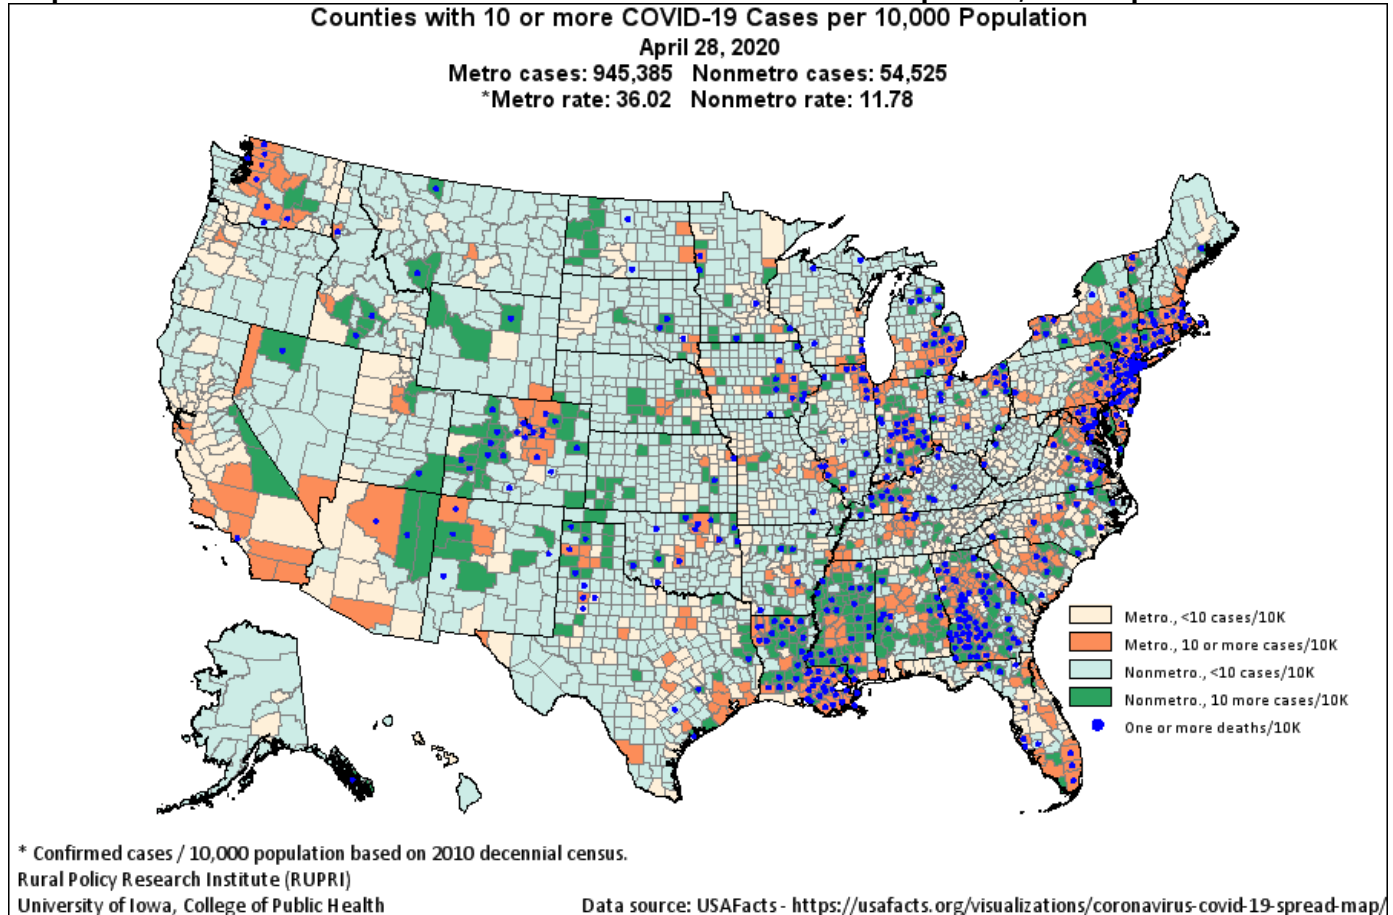 Counties with 10 or more COVID-19 Cases per 10,000 Population
April 28, 2020
Metro cases: 945,385 Nonmetro cases: 54,525
*Metro rate: 36.02 Nonmetro rate: 11.78
Metro., <10 cases/10K
Metro., 10 or more cases/10K
Nonmetro., <10 cases/10K
Nonmetro., 10 more cases/10K
One or more deaths/10K
* Confirmed cases / 10,000 population based on 2010 decennial census.
Rural Policy Research Institute (RUPRI)
University of Iowa, College of Public Health
Data source: USAFacts - https://usafacts.org/visualizations/coronavirus-covid-19-spread-map/